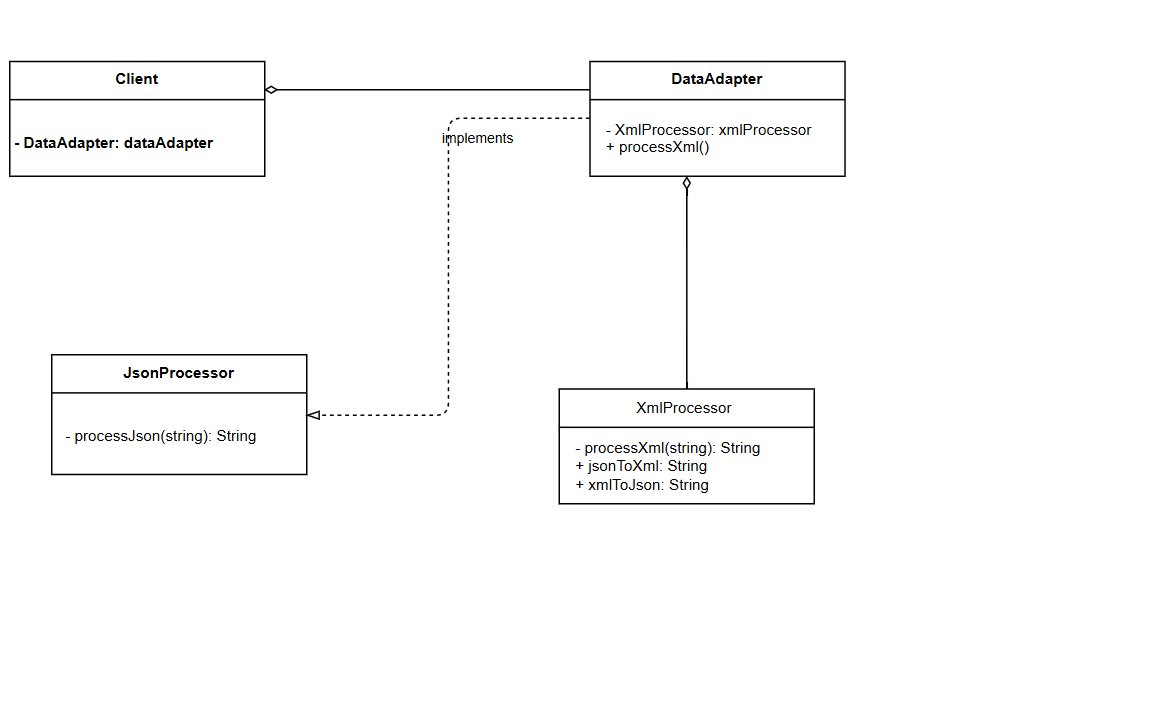 Client
- DataAdapter: dataAdapter
DataAdapter
- XmlProcessor: xmlProcessor
+ processXml()
implements
JsonProcessor
- processJson(string): String
XmlProcessor
- processXml(string): String
+ jsonToXml: String
+ xmlToJson: String